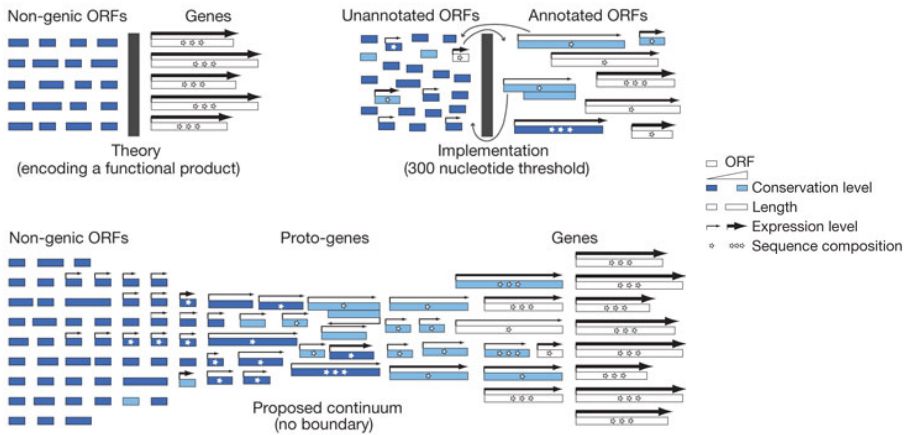 Non-genic ORFs
Genes
Theory
(encoding a functional product)
Unannotated ORFs
Annotated ORFs
Implementation
(300 nucleotide threshold)
ORF
Conservation level
Length
Expression level
Sequence composition
Non-genic ORFs
Proto-genes
Genes
Proposed continuum
(no boundary)